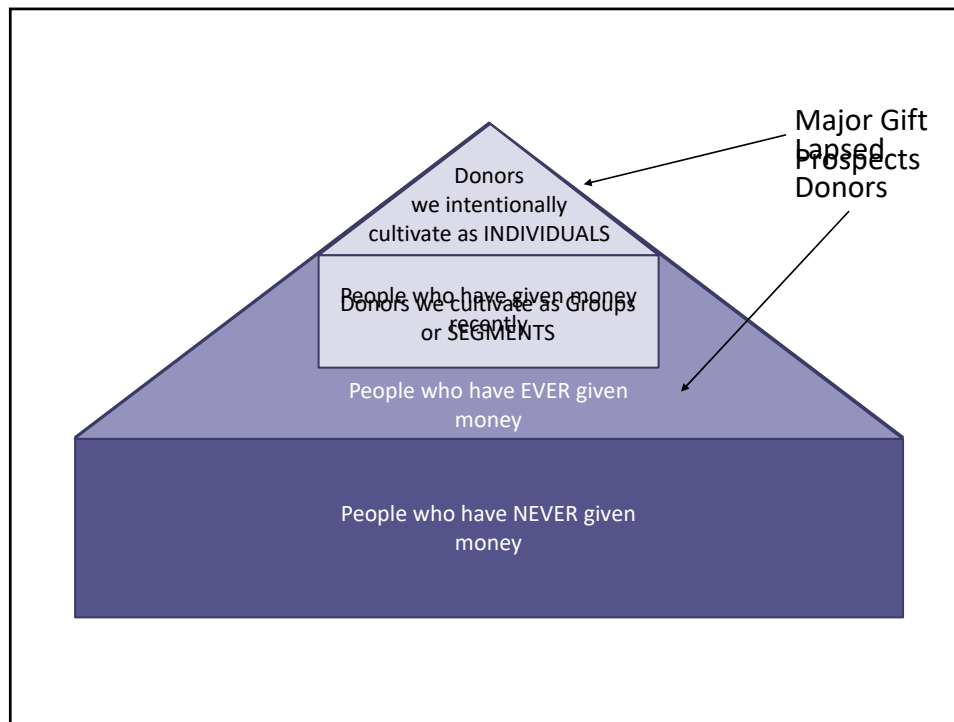 Major Gift
Prospects
Lapsed
Donors
Donors
we intentionally
cultivate as INDIVIDUALS
People who have given money
recently
Donors we cultivate as Groups
or SEGMENTS
People who have EVER given
money
People who have NEVER given
money